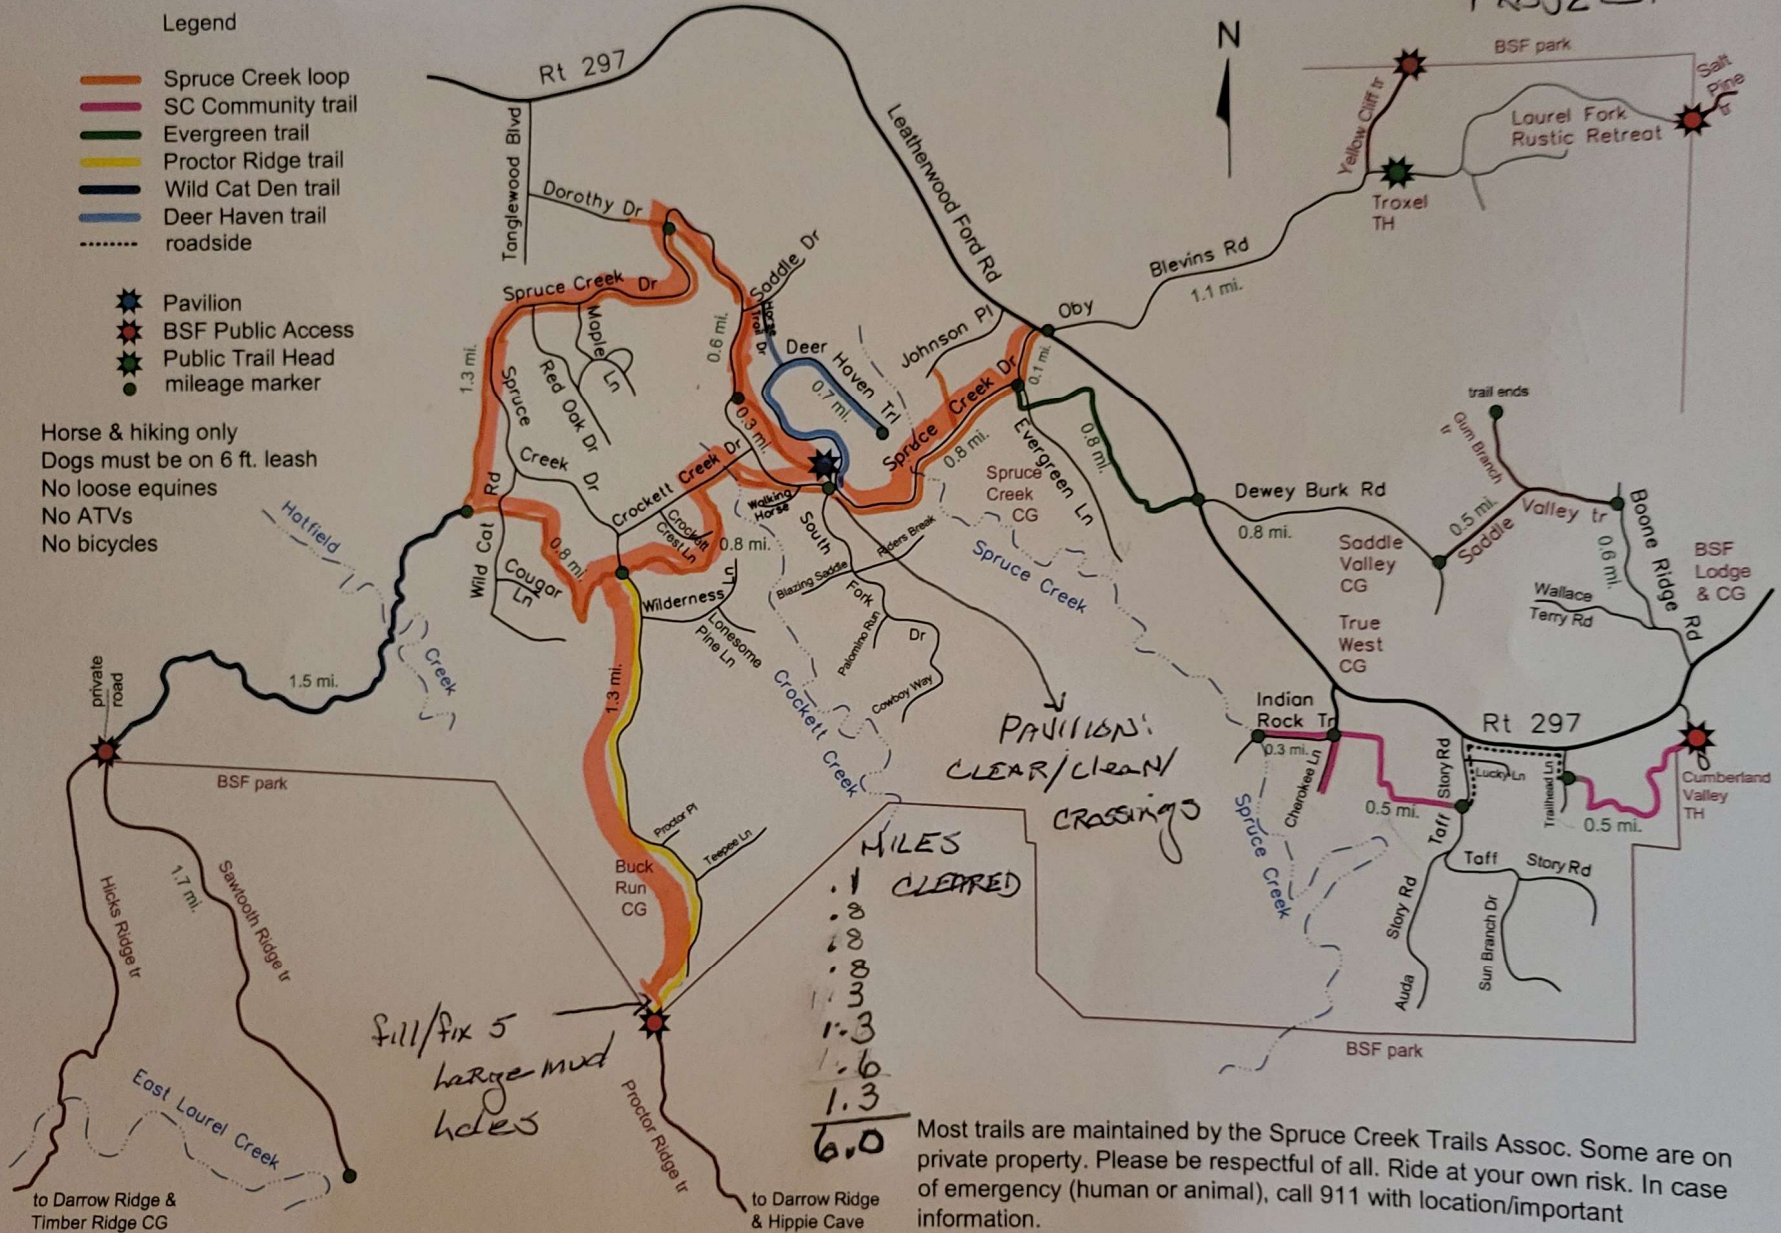 Legend
Spruce Creek loop
SC Community trail
Evergreen trail
Proctor Ridge trail
Wild Cat Den trail
Deer Haven trail
roadside
Pavilion
BSF Public Access
Public Trail Head
mileage marker
Horse & hiking only
Dogs must be on 6 ft. leash
No loose equines
No ATVs
No bicycles
Rt 297
Tanglewood Blvd
Dorothy Dr
Leatherwood Ford Rd
N
BSF park
Yellow Cliff tr
Salt
Pine
tr
Laurel Fork
Rustic Retreat
Troxel
TH
Blevins Rd
1.1 mi.
Oby
Johnson Pl
Saddle Dr
Horse
Trail Dr
Spruce Creek Dr
Maple
Ln
Red Oak Dr
0.6 mi.
1.3 mi.
Spruce
Creek Dr
Deer
Haven Trl
0.7 mi.
0.3 mi.
Spruce Creek Dr
0.1 mi.
0.8 mi.
Evergreen Ln
0.8 mi.
Spruce
Creek
CG
trail ends
Gum Branch
tr
Dewey Burk Rd
0.8 mi.
Saddle
Valley
CG
0.5 mi.
Saddle
Valley tr
Boone Ridge Rd
0.6 mi.
Wallace
Terry Rd
BSF
Lodge
& CG
True
West
CG
Crockett Creek Dr
Crockett
Crest Ln
Walking
Horse
0.8 mi.
South
Fork
Dr
Riders Break
Blazing Saddle
Palomino Run
Cowboy Way
Wild Cat Rd
Cougar
Ln
0.8 mi.
Wilderness Ln
Lonesome
Pine Ln
Hotfield
Creek
Spruce Creek
Crockett Creek
private
road
1.5 mi.
1.3 mi.
BSF park
Hicks Ridge tr
1.7 mi.
Sawtooth Ridge tr
East Laurel Creek
to Darrow Ridge &
Timber Ridge CG
Proctor Pl
Teepee Ln
Buck
Run
CG
PAVILION:
CLEAR/CLEAN/
CROSSINGS
MILES
CLEARED
.1
.8
.8
.8
.3
1.3
.6
1.3
6.0
fill/fix 5
Large mud
holes
Proctor Ridge tr
to Darrow Ridge
& Hippie Cave
Indian
Rock Tr
0.3 mi.
Cherokee Ln
Spruce Creek
0.5 mi.
Rt 297
Story Rd
Taff
Lucky Ln
Trailhead Ln
0.5 mi.
Cumberland
Valley
TH
Taff Story Rd
Auda Story Rd
Sun Branch Dr
BSF park
Most trails are maintained by the Spruce Creek Trails Assoc. Some are on
private property. Please be respectful of all. Ride at your own risk. In case
of emergency (human or animal), call 911 with location/important
information.